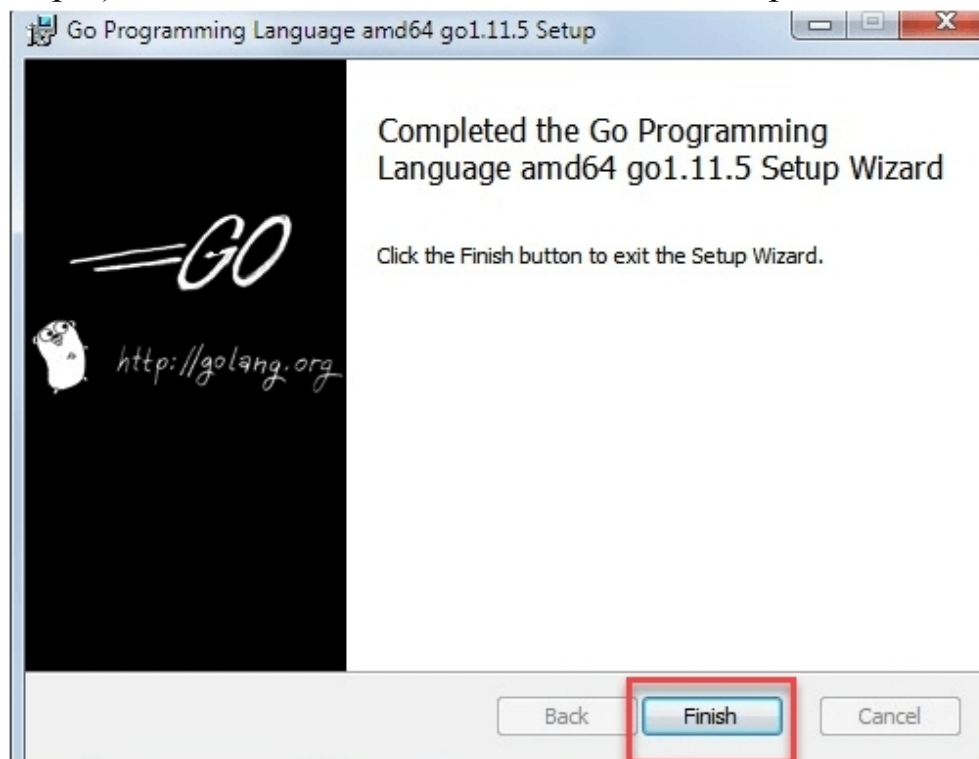 Go Programming Language amd64 go1.11.5 Setup
Completed the Go Programming
Language amd64 go1.11.5 Setup Wizard
Click the Finish button to exit the Setup Wizard.
GO
http://golang.org
Back
Finish
Cancel